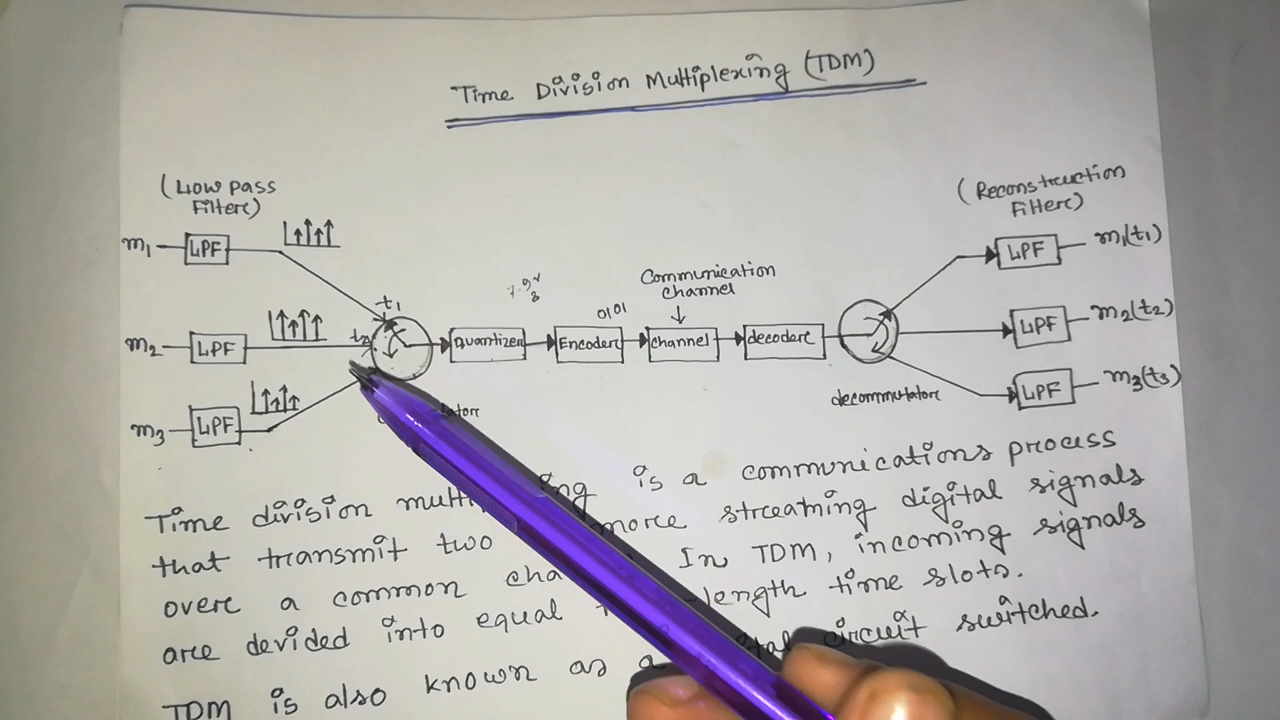 Time Division Multiplexing (TDM)
(Low pass
Filter)
(Reconstruction
Filter)
m1 LPF
m1(t1)
LPF
t1
7.9
8
0101
Communication
channel
m2 LPF
t2
Quantizer
Encoder
channel
decoder
LPF
m2(t2)
m3 LPF
LPF
m3(t3)
decommutator
Time division is a communications process
that transmit two more streaming digital signals
over a common In TDM, incoming signals
are devided into equal length time slots.
TDM is also known as a circuit switched.